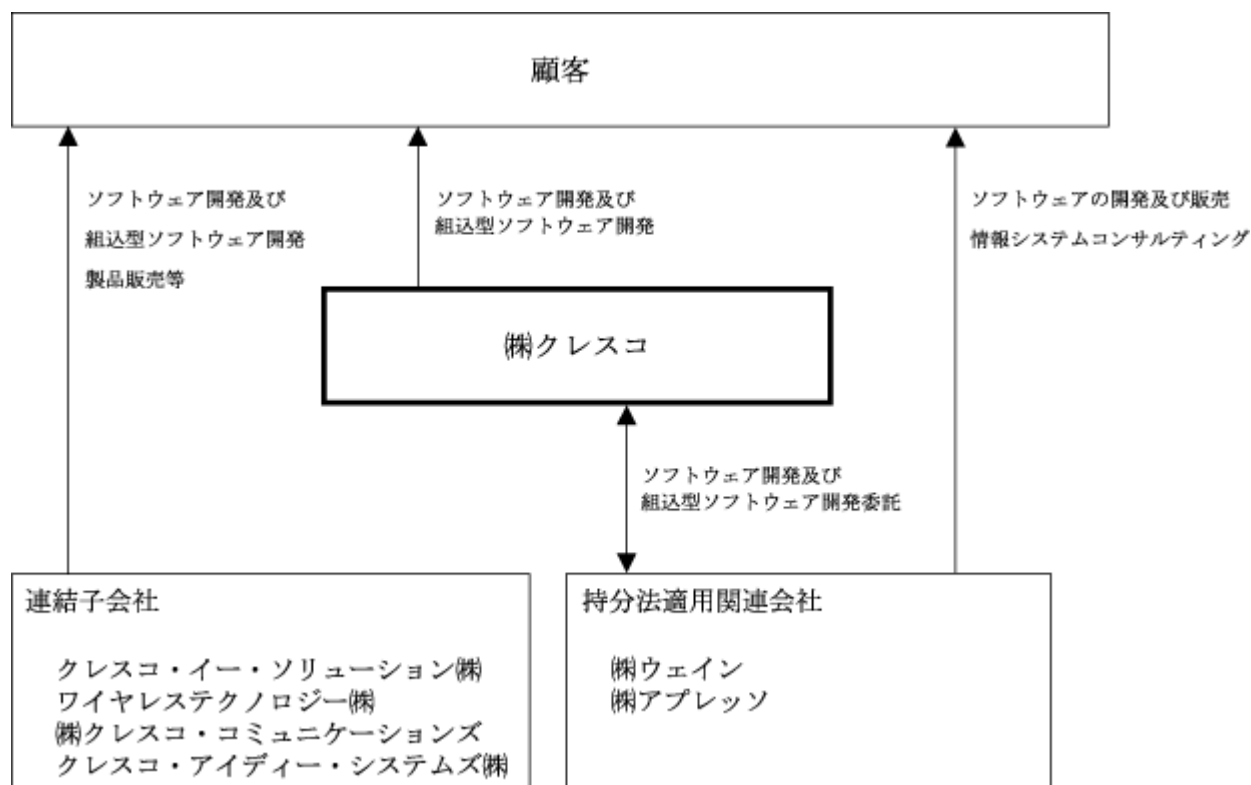 顧客
ソフトウェア開発及び
組込型ソフトウェア開発
製品販売等
ソフトウェア開発及び
組込型ソフトウェア開発
ソフトウェアの開発及び販売
情報システムコンサルティング
㈱クレスコ
ソフトウェア開発及び
組込型ソフトウェア開発委託
連結子会社
クレスコ・イー・ソリューション㈱
ワイヤレステクノロジー㈱
㈱クレスコ・コミュニケーションズ
クレスコ・アイディー・システムズ㈱
持分法適用関連会社
㈱ウェイン
㈱アプレッソ